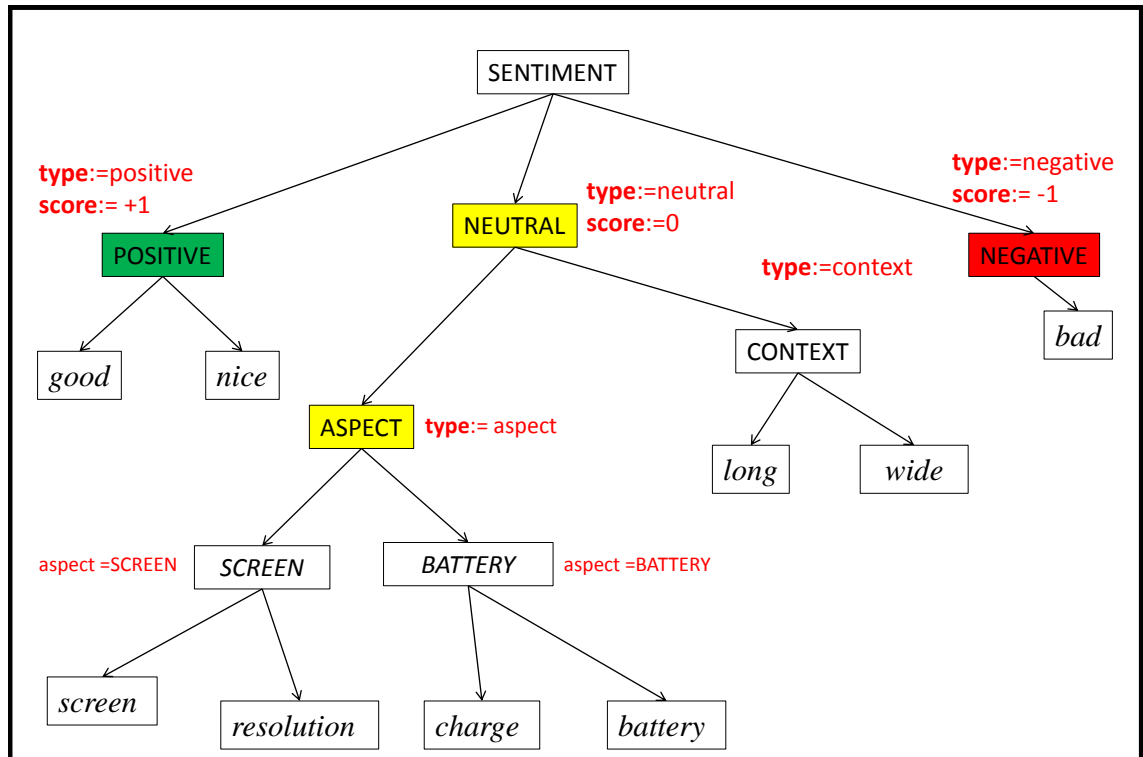 SENTIMENT
type:=positive
score:= +1
type:=neutral
score:=0
type:=negative
score:= -1
POSITIVE
NEUTRAL
NEGATIVE
type:=context
good
nice
CONTEXT
bad
ASPECT
type:= aspect
long
wide
aspect =SCREEN
SCREEN
BATTERY
aspect =BATTERY
screen
resolution
charge
battery